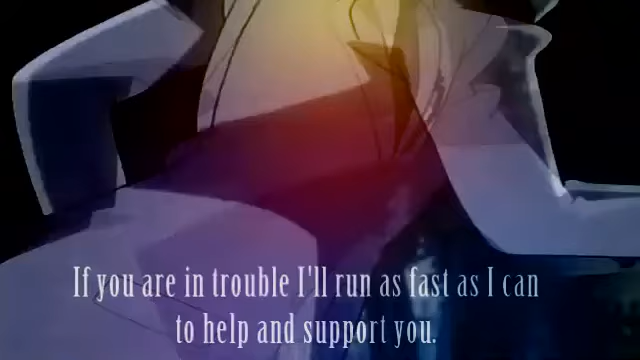 If you are in trouble I'll run as fast as I can
to help and support you.